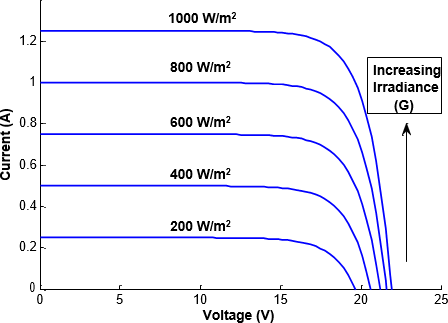 1000 W/m²
800 W/m²
600 W/m²
400 W/m²
200 W/m²
Increasing
Irradiance
(G)
Current (A)
1.2
1
0.8
0.6
0.4
0.2
0
0 5 10 15 20 25
Voltage (V)